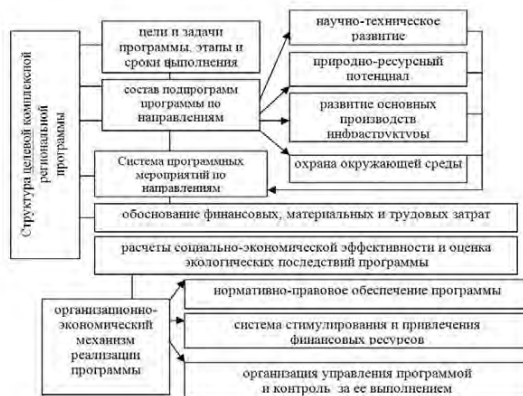 Структура целевой комплексной
региональной
программы
цели и задачи
программы, этапы и
сроки выполнения
состав подпрограмм
программы по
направлениям
Система программных
мероприятий по
направлениям
научно-техническое
развитие
природно-ресурсный
потенциал
развитие основных
производств
инфраструктуры
охрана окружающей среды
обоснование финансовых, материальных и трудовых затрат
расчеты социально-экономической эффективности и оценка
экологических последствий программы
организационно-
экономический
механизм
реализации
программы
нормативно-правовое обеспечение программы
система стимулирования и привлечения
финансовых ресурсов
организация управления программой
и контроль за ее выполнением